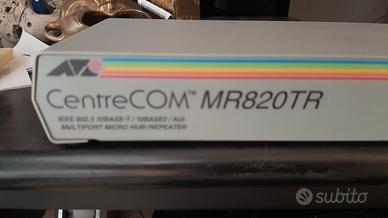 CentreCOM™ MR820TR
IEEE 802.3 10BASE-T / 10BASE2 / AUI
MULTIPORT MICRO HUB/REPEATER
subito